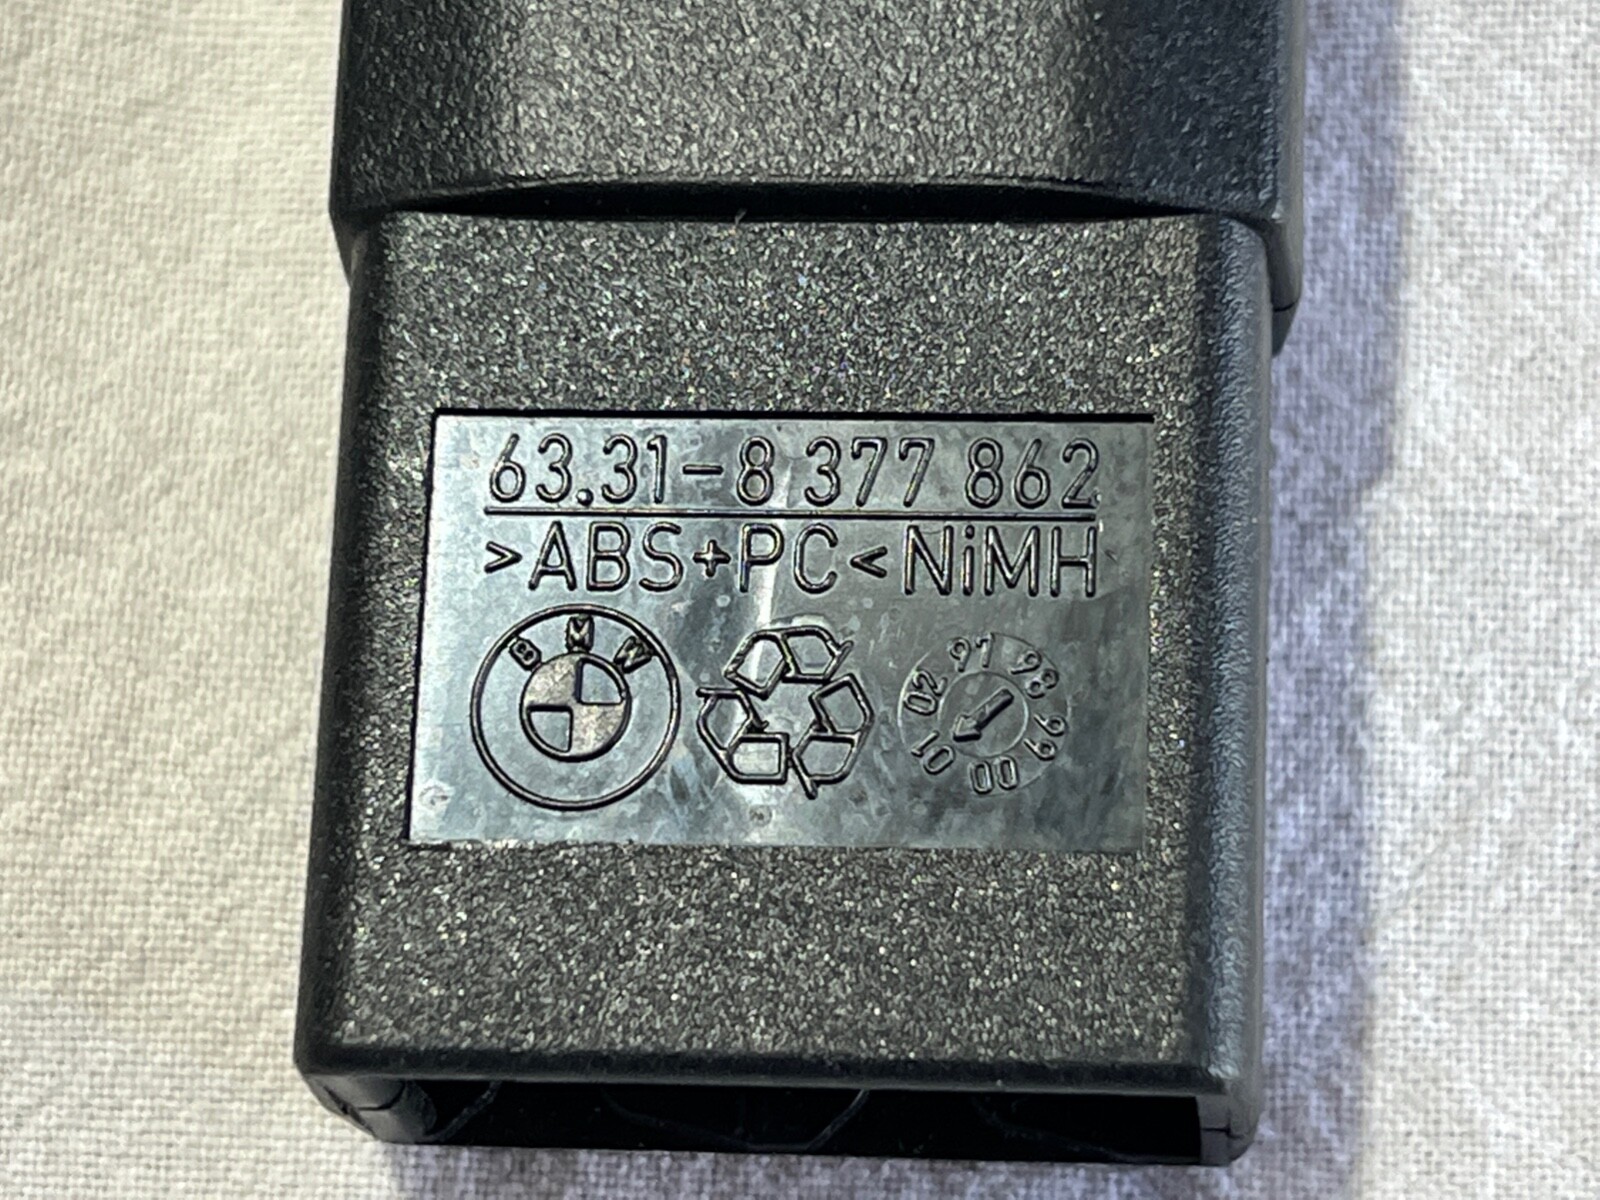 63.31-8 377 862
>ABS+PC< NiMH
BMW
97 98 99 00 01 02